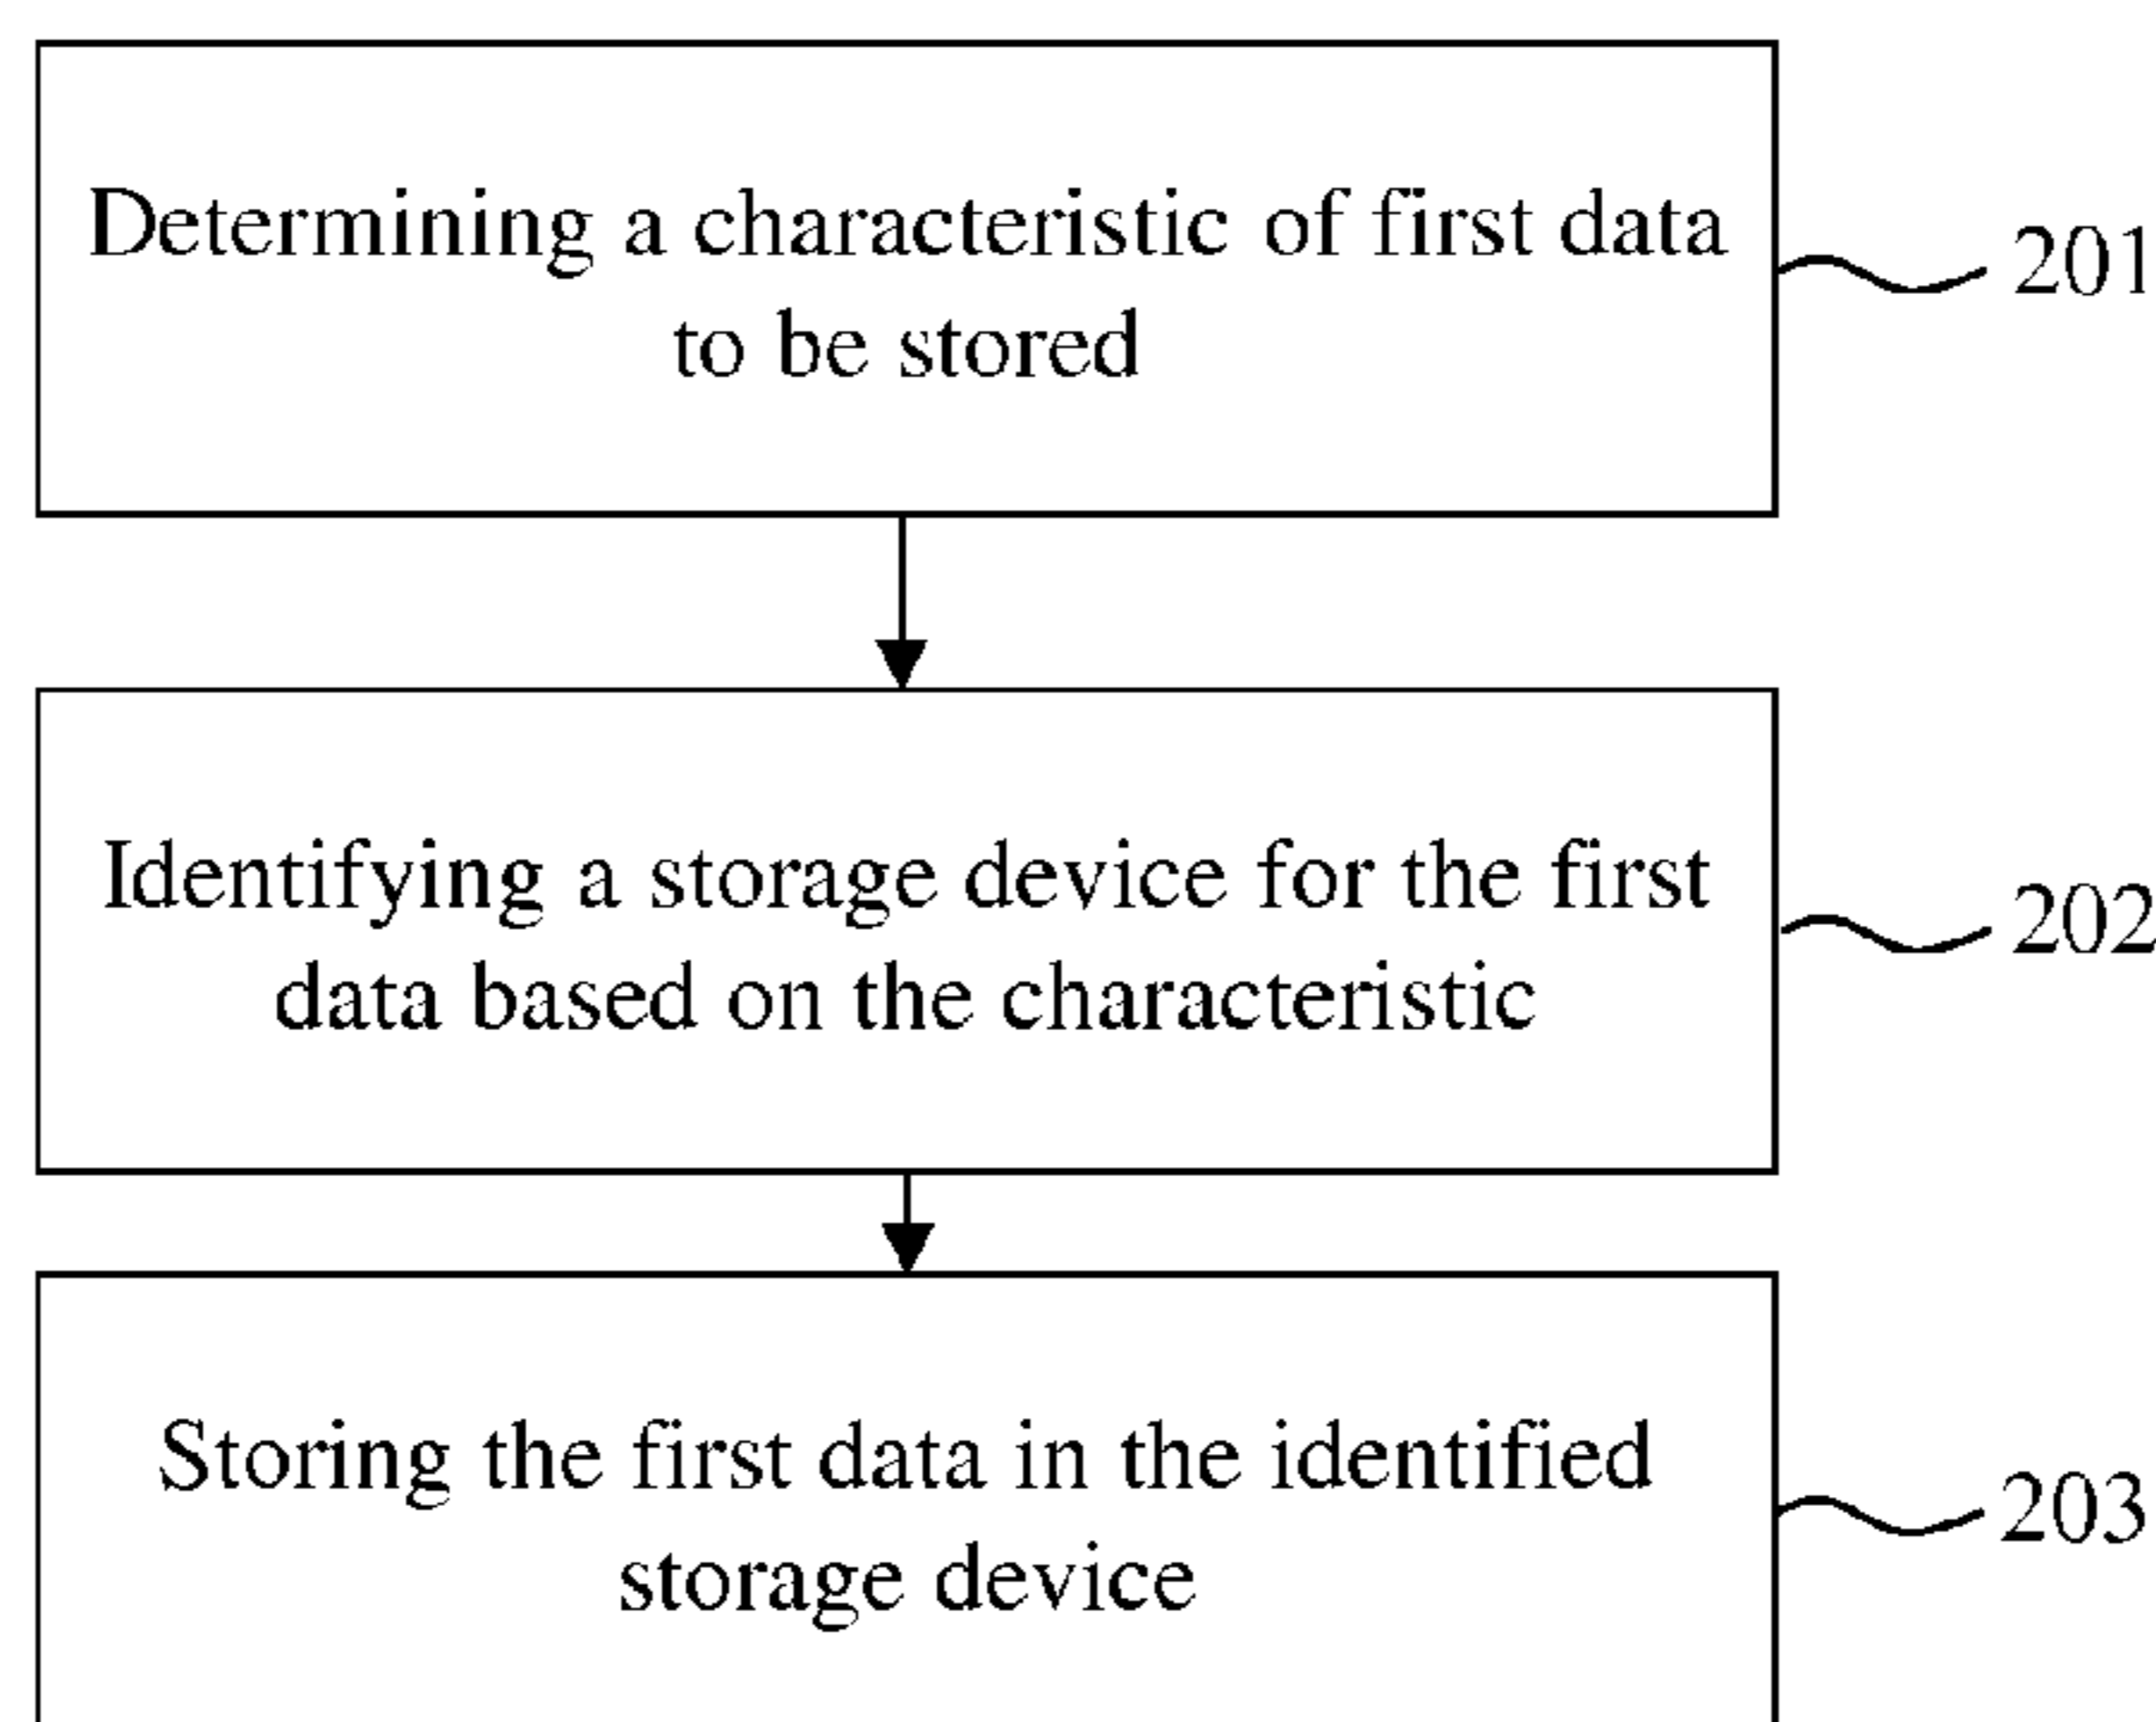 Determining a characteristic of first data
to be stored
201
Identifying a storage device for the first
data based on the characteristic
202
Storing the first data in the identified
storage device
203